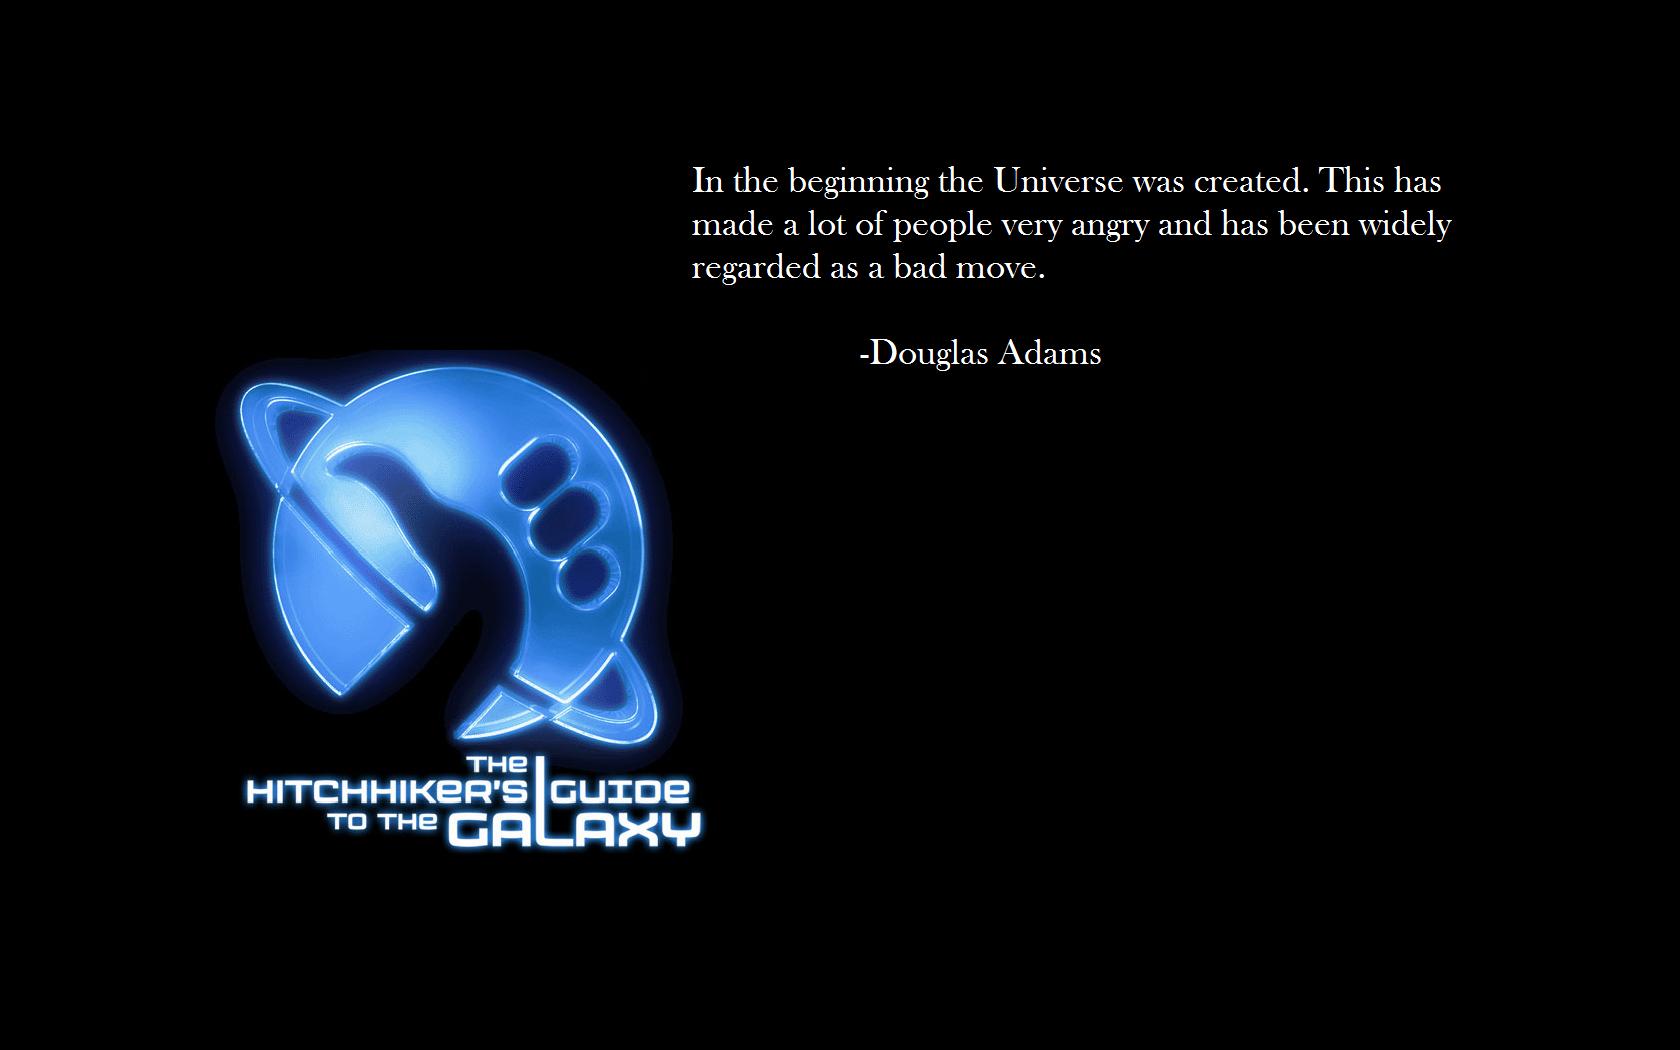 In the beginning the Universe was created. This has
made a lot of people very angry and has been widely
regarded as a bad move.
-Douglas Adams
THE
HITCHHIKER'S GUIDE
TO THE GALAXY